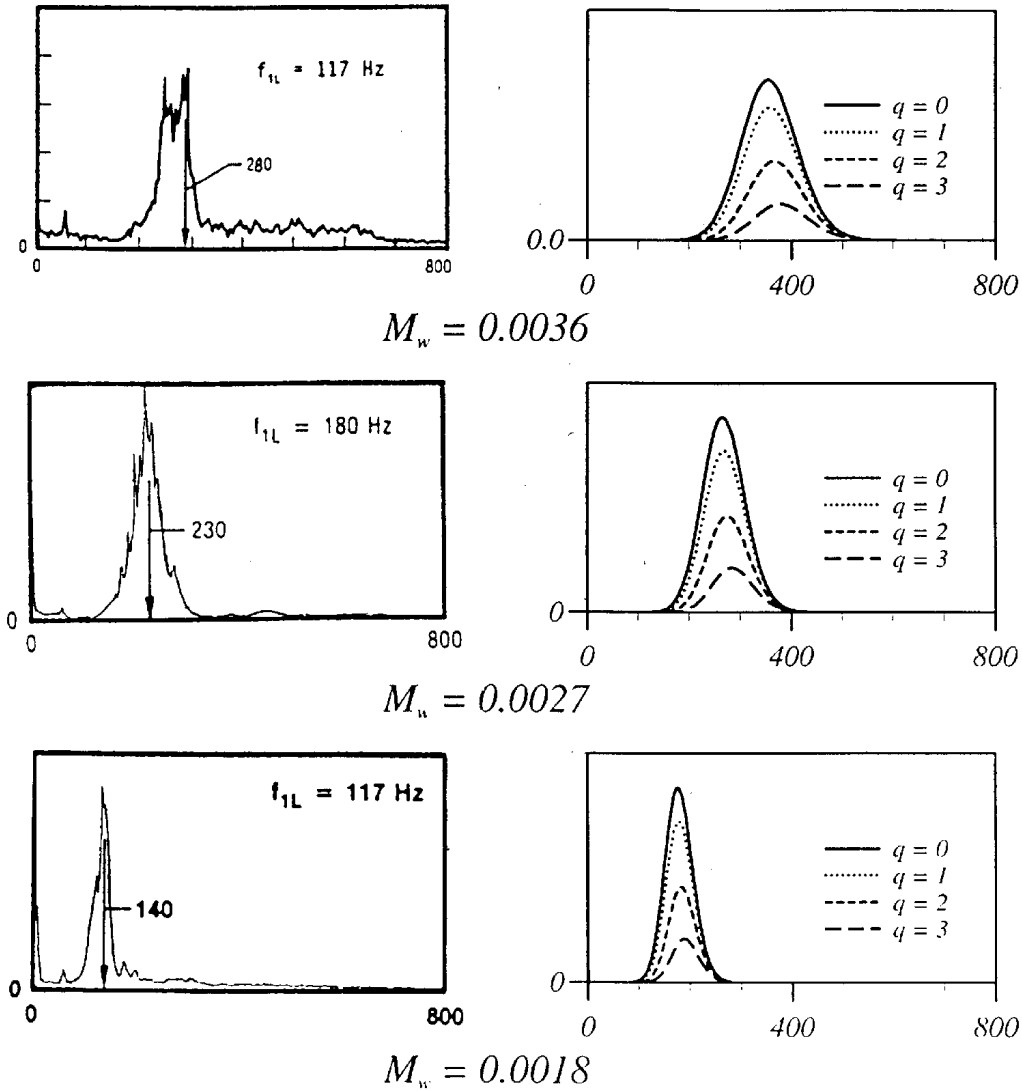 f1L = 117 Hz
280
0
0
800
q = 0
q = 1
q = 2
q = 3
0.0
0
400
800
Mw = 0.0036
f1L = 180 Hz
230
0
0
800
q = 0
q = 1
q = 2
q = 3
0
0
400
800
Mw = 0.0027
f1L = 117 Hz
140
0
0
800
q = 0
q = 1
q = 2
q = 3
0
0
400
800
Mw = 0.0018